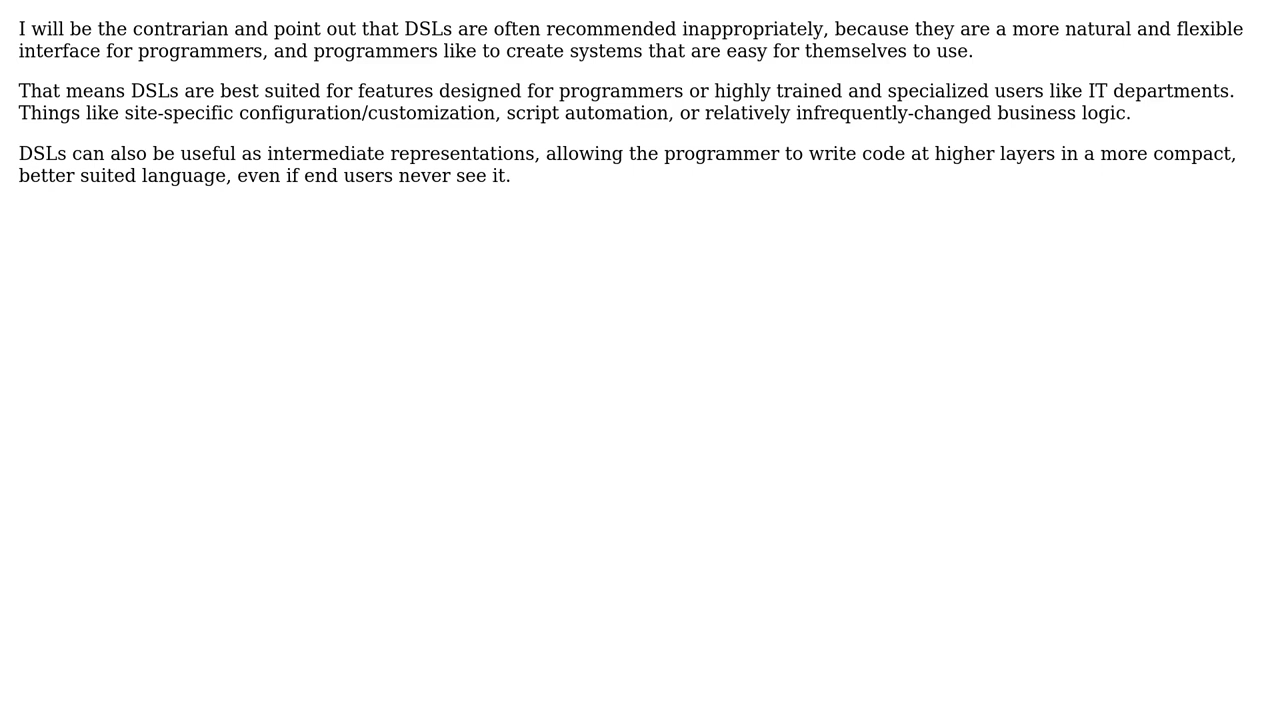 I will be the contrarian and point out that DSLs are often recommended inappropriately, because they are a more natural and flexible
interface for programmers, and programmers like to create systems that are easy for themselves to use.
That means DSLs are best suited for features designed for programmers or highly trained and specialized users like IT departments.
Things like site-specific configuration/customization, script automation, or relatively infrequently-changed business logic.
DSLs can also be useful as intermediate representations, allowing the programmer to write code at higher layers in a more compact,
better suited language, even if end users never see it.